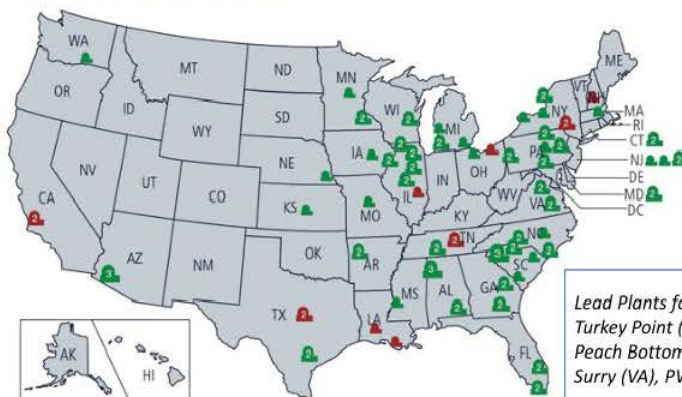 WA
MT
ND
MN
ME
OR
ID
SD
WI
MI
VT
NY
MA
RI
CT
WY
NE
IA
PA
NJ
NV
UT
CO
IL
IN
OH
DE
MD
DC
CA
KS
MO
KY
WV
VA
AZ
NM
OK
AR
TN
NC
SC
TX
LA
MS
AL
GA
FL
AK
HI
2
3
Lead Plants fo
Turkey Point (
Peach Bottom
Surry (VA), PV